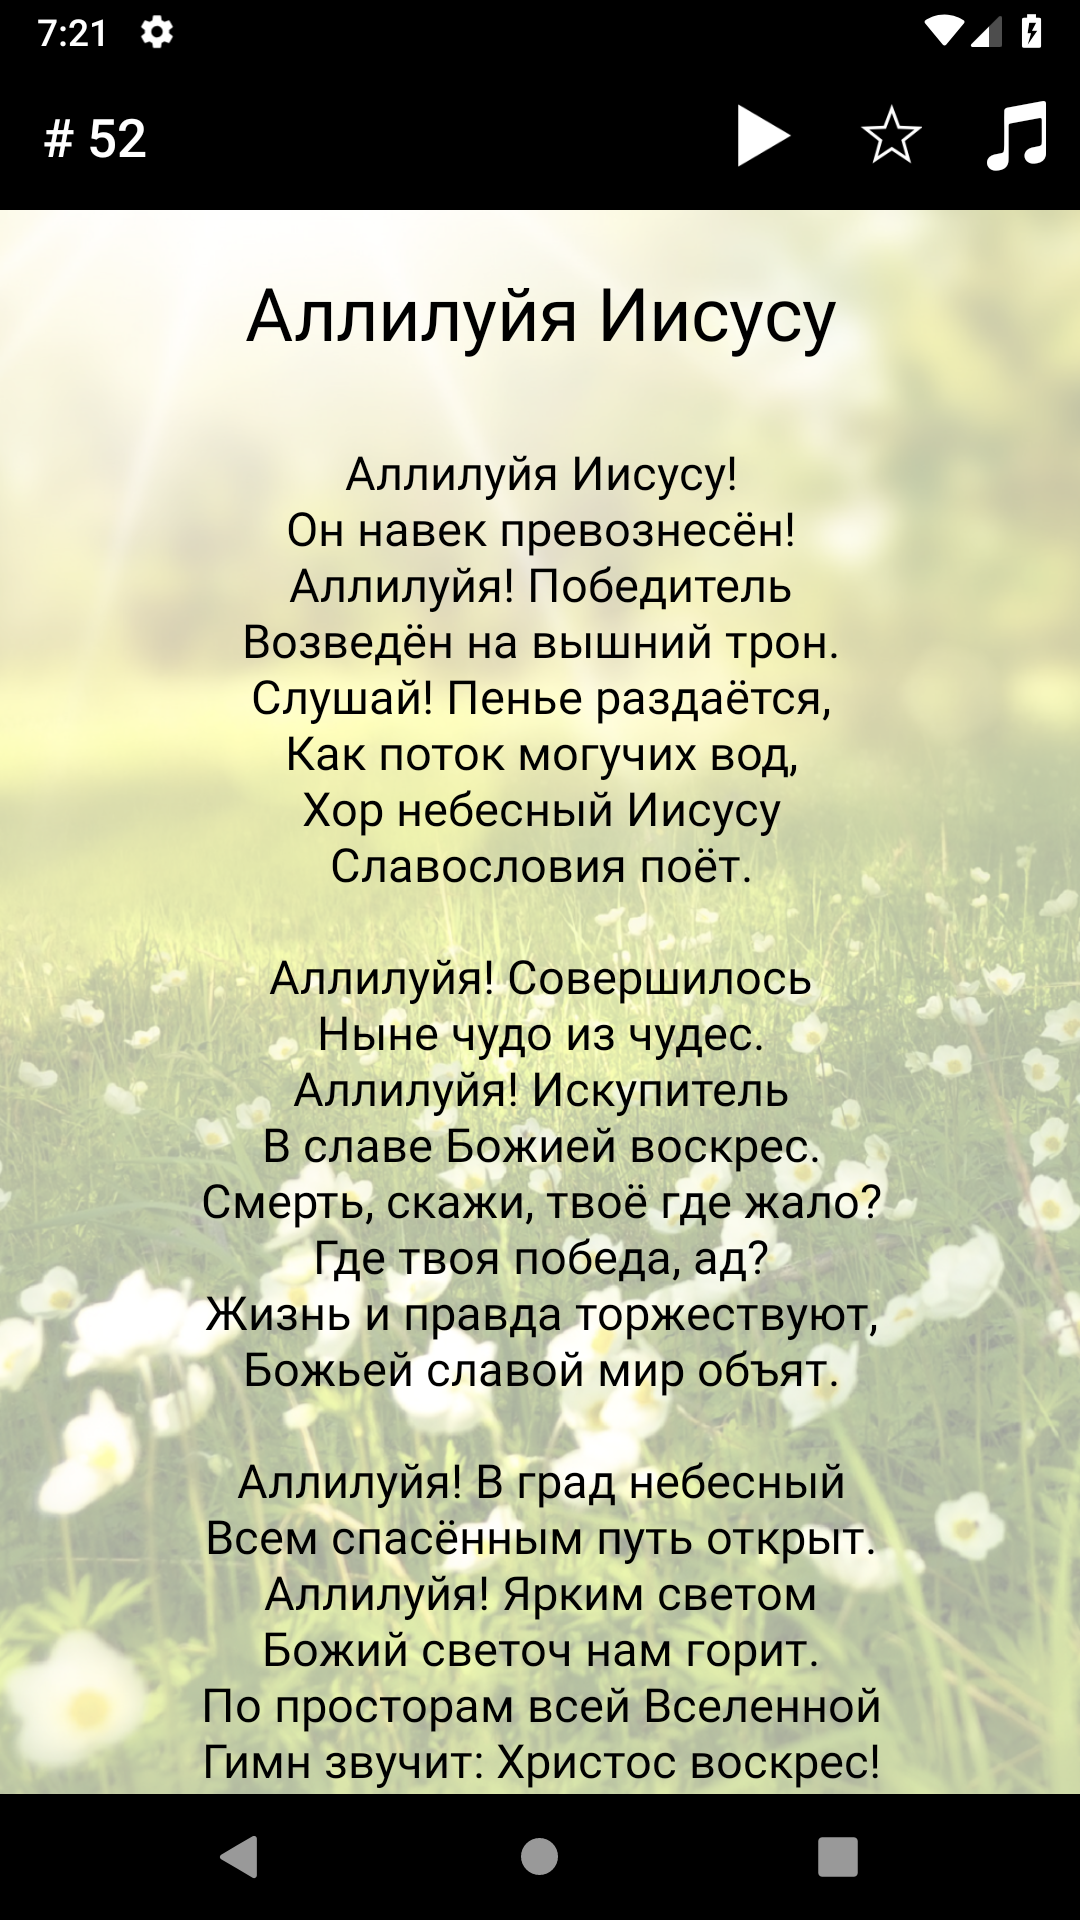 7:21
# 52
Аллилуйя Иисусу
Аллилуйя Иисусу!
Он навек превознесён!
Аллилуйя! Победитель
Возведён на вышний трон.
Слушай! Пенье раздаётся,
Как поток могучих вод,
Хор небесный Иисусу
Славословия поёт.
Аллилуйя! Совершилось
Ныне чудо из чудес.
Аллилуйя! Искупитель
В славе Божией воскрес.
Смерть, скажи, твоё где жало?
Где твоя победа, ад?
Жизнь и правда торжествуют,
Божьей славой мир объят.
Аллилуйя! В град небесный
Всем спасённым путь открыт.
Аллилуйя! Ярким светом
Божий светоч нам горит.
По просторам всей Вселенной
Гимн звучит: Христос воскрес!